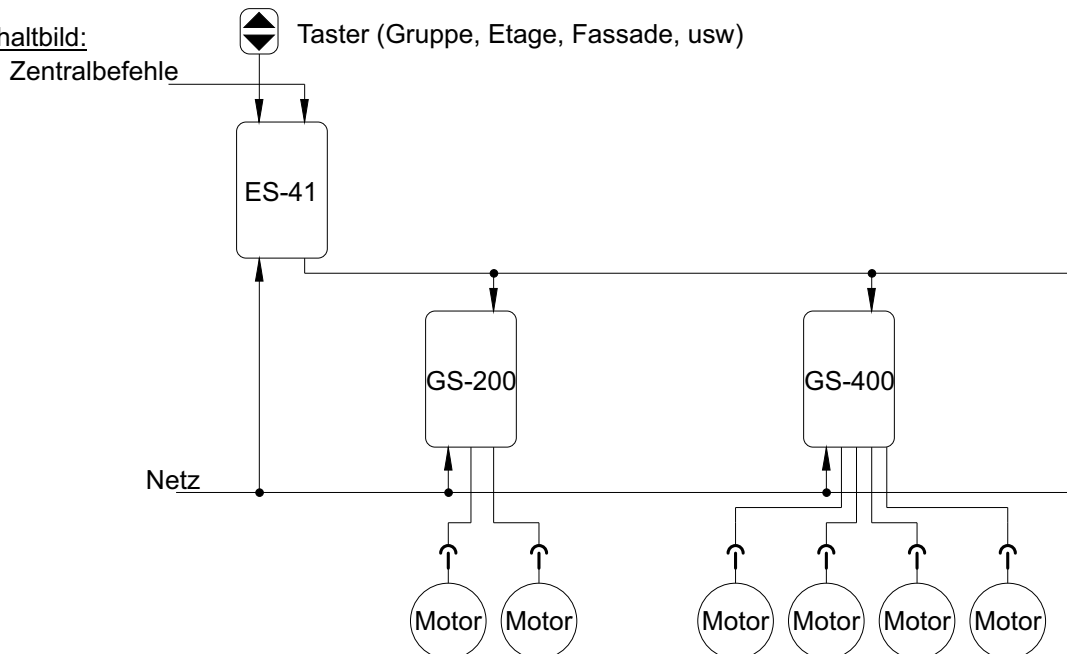 haltbild:
Taster (Gruppe, Etage, Fassade, usw)
Zentralbefehle
ES-41
GS-200
GS-400
Netz
Motor
Motor
Motor
Motor
Motor
Motor